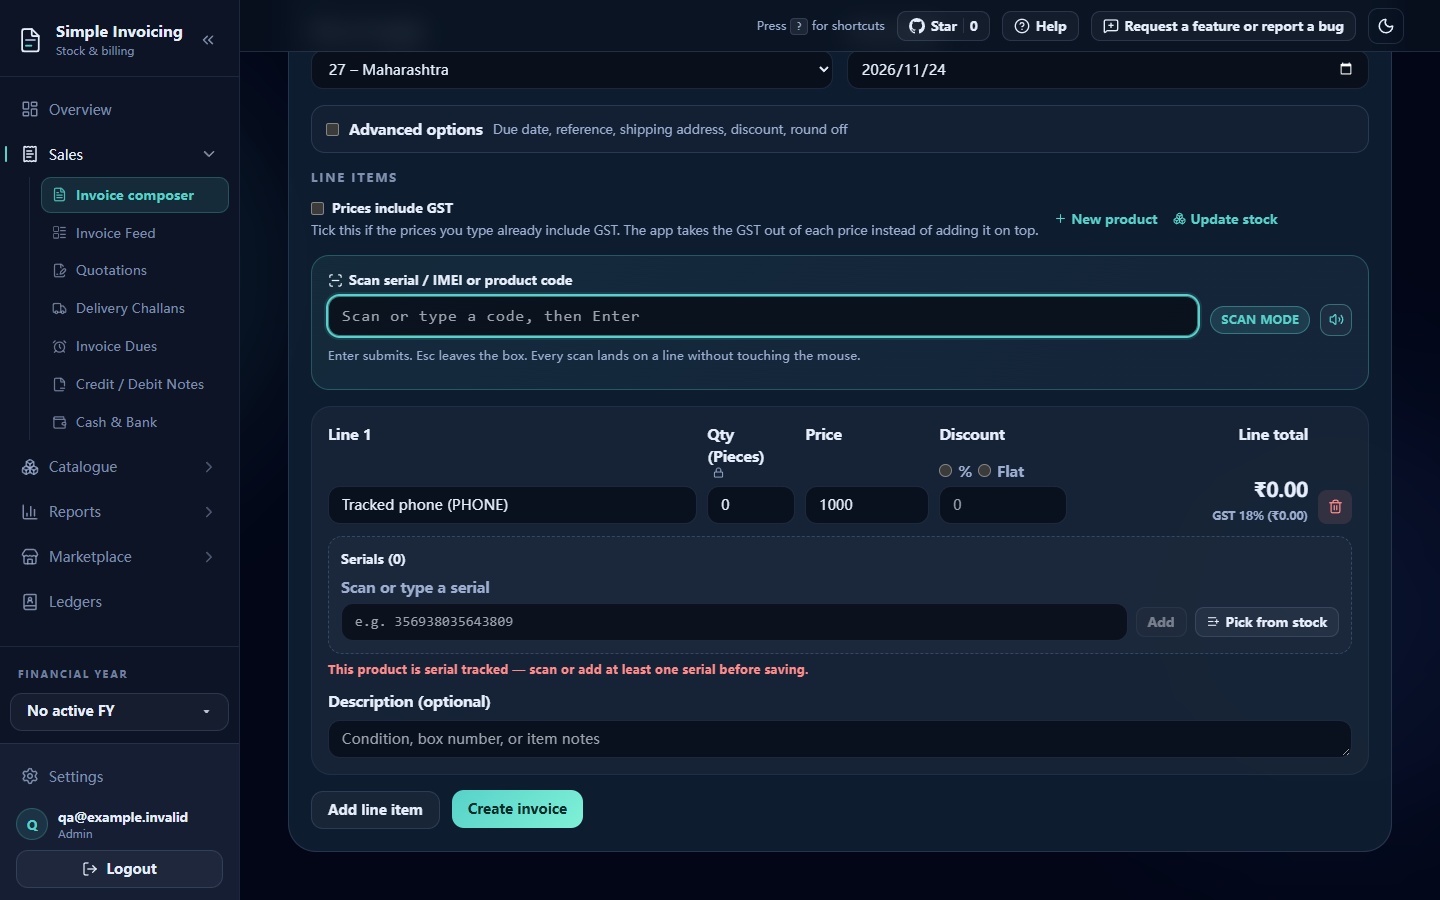 Simple Invoicing
Stock & billing
Press ? for shortcuts
Star 0
Help
Request a feature or report a bug
Overview
Sales
Invoice composer
Invoice Feed
Quotations
Delivery Challans
Invoice Dues
Credit / Debit Notes
Cash & Bank
Catalogue
Reports
Marketplace
Ledgers
FINANCIAL YEAR
No active FY
Settings
Q
qa@example.invalid
Admin
Logout
27 – Maharashtra
2026/11/24
Advanced options Due date, reference, shipping address, discount, round off
LINE ITEMS
Prices include GST
Tick this if the prices you type already include GST. The app takes the GST out of each price instead of adding it on top.
New product
Update stock
Scan serial / IMEI or product code
Scan or type a code, then Enter
SCAN MODE
Enter submits. Esc leaves the box. Every scan lands on a line without touching the mouse.
Line 1
Qty
(Pieces)
Price
Discount
Line total
% Flat
Tracked phone (PHONE)
0
1000
0
₹0.00
GST 18% (₹0.00)
Serials (0)
Scan or type a serial
e.g. 356938035643809
Add
Pick from stock
This product is serial tracked — scan or add at least one serial before saving.
Description (optional)
Condition, box number, or item notes
Add line item
Create invoice